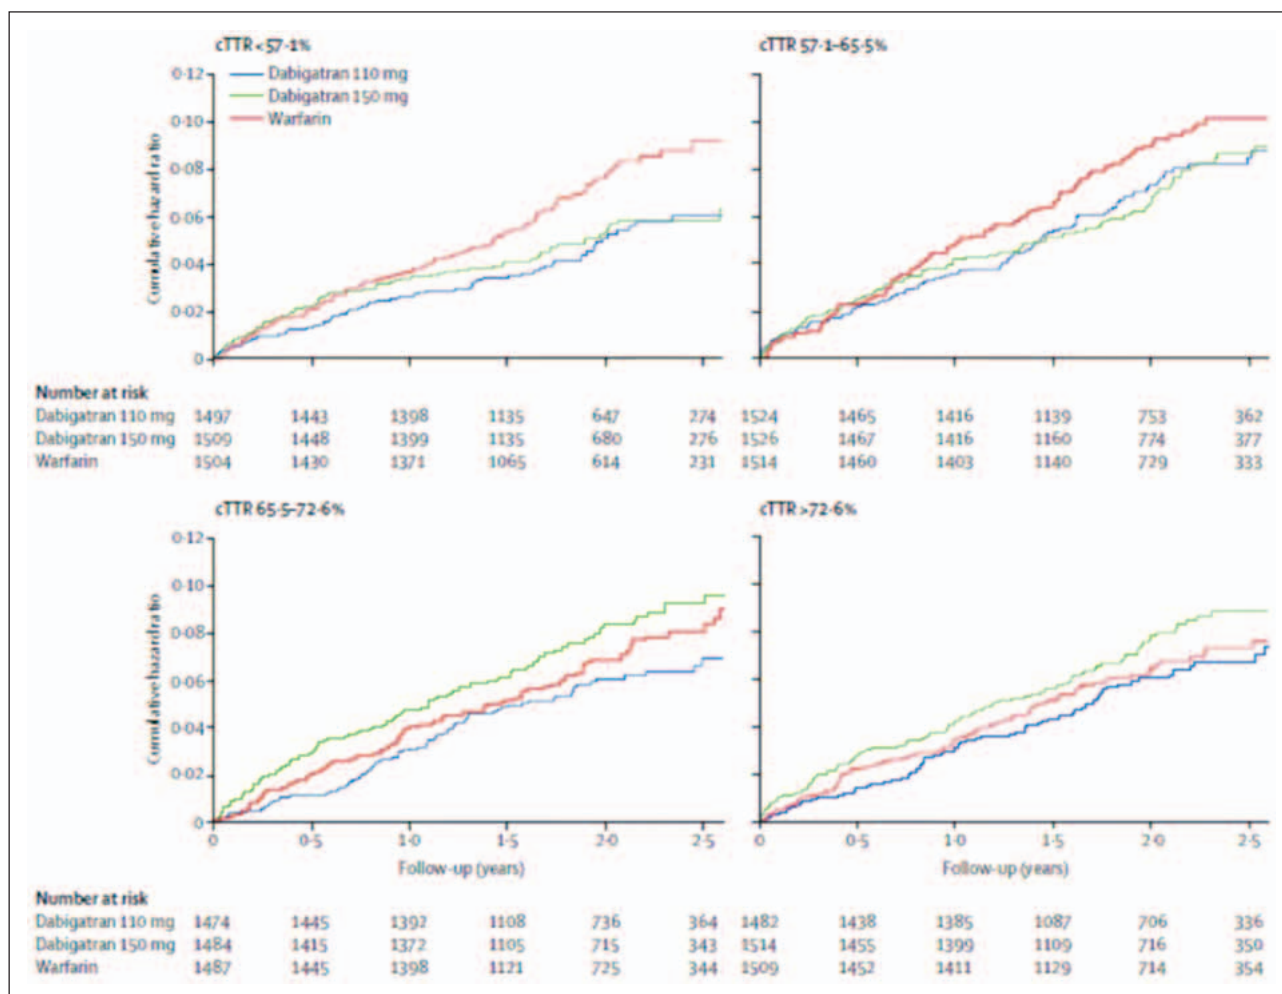 cTTR <57·1%
cTTR 57·1–65·5%
Dabigatran 110 mg
Dabigatran 150 mg
Warfarin
Cumulative hazard ratio
0·12
0·10
0·08
0·06
0·04
0·02
0
Number at risk
Dabigatran 110 mg 1497 1443 1398 1135 647 274 1524 1465 1416 1139 753 362
Dabigatran 150 mg 1509 1448 1399 1135 680 276 1526 1467 1416 1160 774 377
Warfarin 1504 1430 1371 1065 614 231 1514 1460 1403 1140 729 333
cTTR 65·5–72·6%
cTTR >72·6%
Cumulative hazard ratio
0·12
0·10
0·08
0·06
0·04
0·02
0
0 0·5 1·0 1·5 2·0 2·5 0 0·5 1·0 1·5 2·0 2·5
Follow-up (years) Follow-up (years)
Number at risk
Dabigatran 110 mg 1474 1445 1392 1108 736 364 1482 1438 1385 1087 706 336
Dabigatran 150 mg 1484 1415 1372 1105 715 343 1514 1455 1399 1109 716 350
Warfarin 1487 1445 1398 1121 725 344 1509 1452 1411 1129 714 354